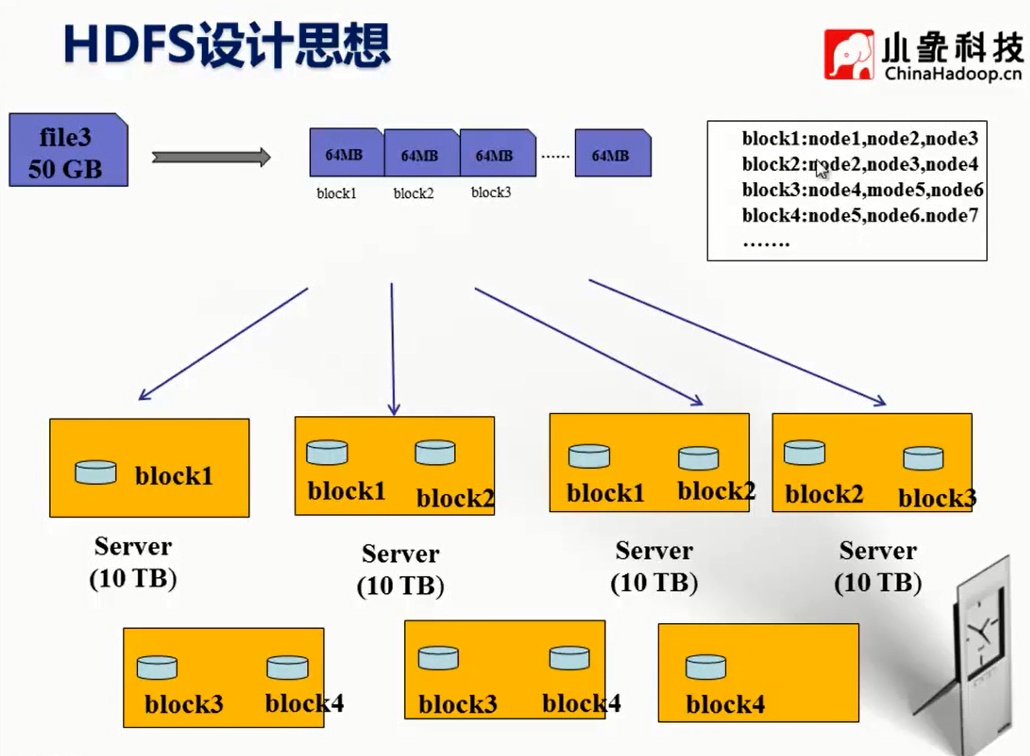 HDFS设计思想
小象科技
ChinaHadoop.cn
file3
50 GB
64MB
64MB
64MB
......
64MB
block1
block2
block3
block1:node1,node2,node3
block2:node2,node3,node4
block3:node4,mode5,node6
block4:node5,node6.node7
.......
block1
block1
block2
block1
block2
block2
block3
Server
(10 TB)
Server
(10 TB)
Server
(10 TB)
Server
(10 TB)
block3
block4
block3
block4
block4